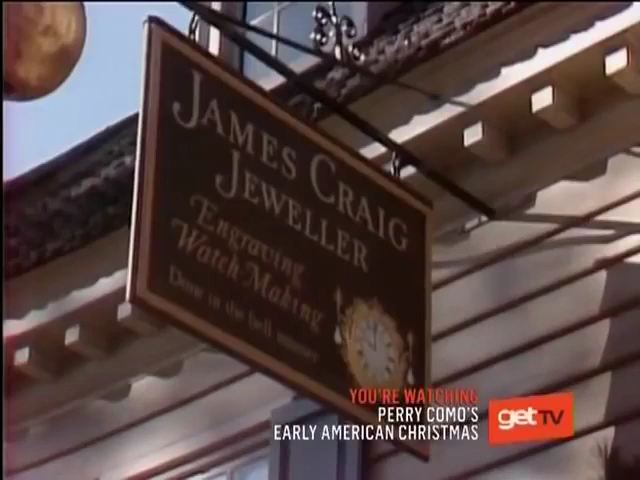 JAMES CRAIG
JEWELLER
Engraving
Watch Making
Done in the best manner
YOU'RE WATCHING
PERRY COMO'S
EARLY AMERICAN CHRISTMAS
getTV